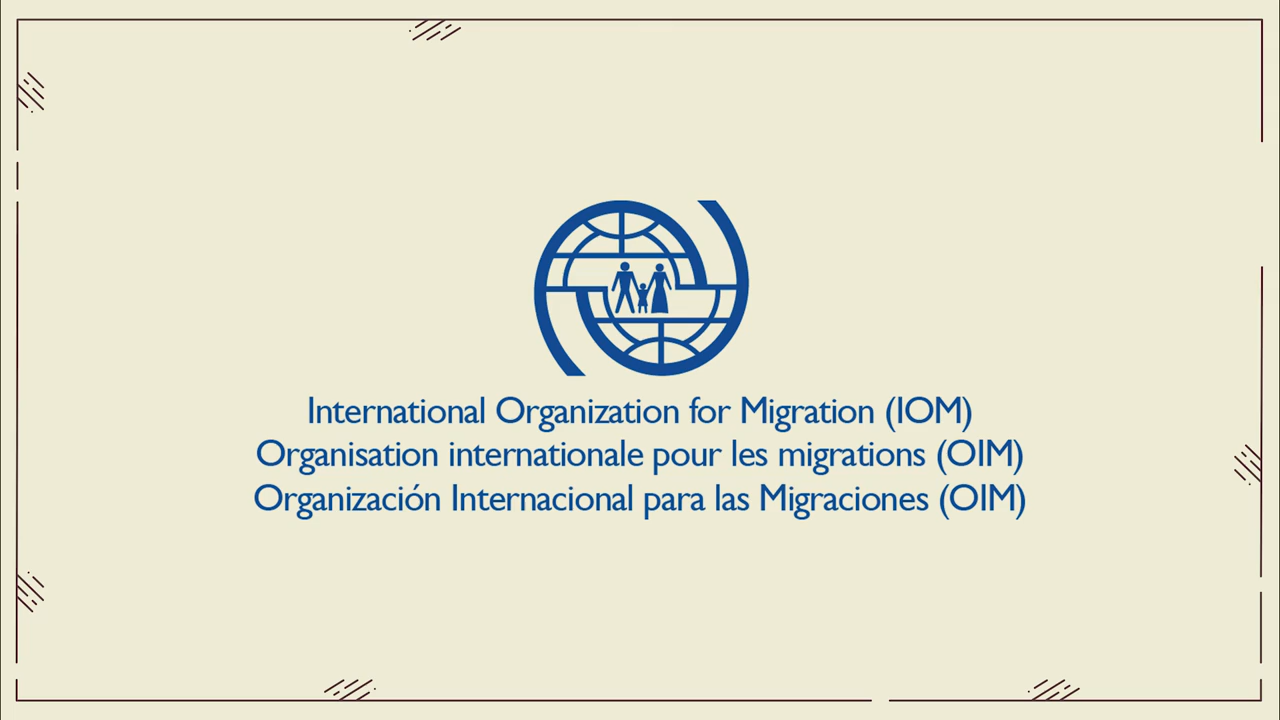 International Organization for Migration (IOM)
Organisation internationale pour les migrations (OIM)
Organización Internacional para las Migraciones (OIM)